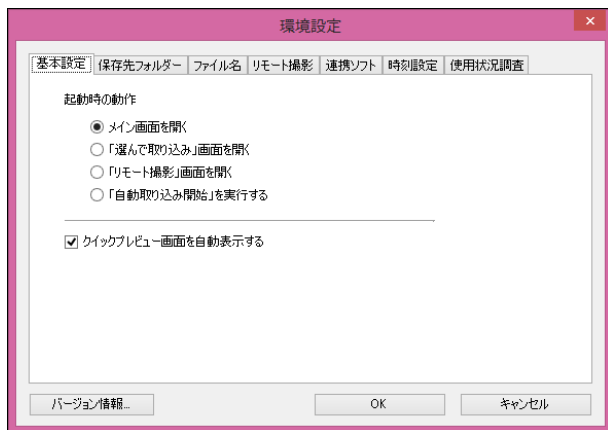 環境設定
基本設定 保存先フォルダー ファイル名 リモート撮影 連携ソフト 時刻設定 使用状況調査
起動時の動作
メイン画面を開く
「選んで取り込み」画面を開く
「リモート撮影」画面を開く
「自動取り込み開始」を実行する
クイックプレビュー画面を自動表示する
バージョン情報... OK キャンセル